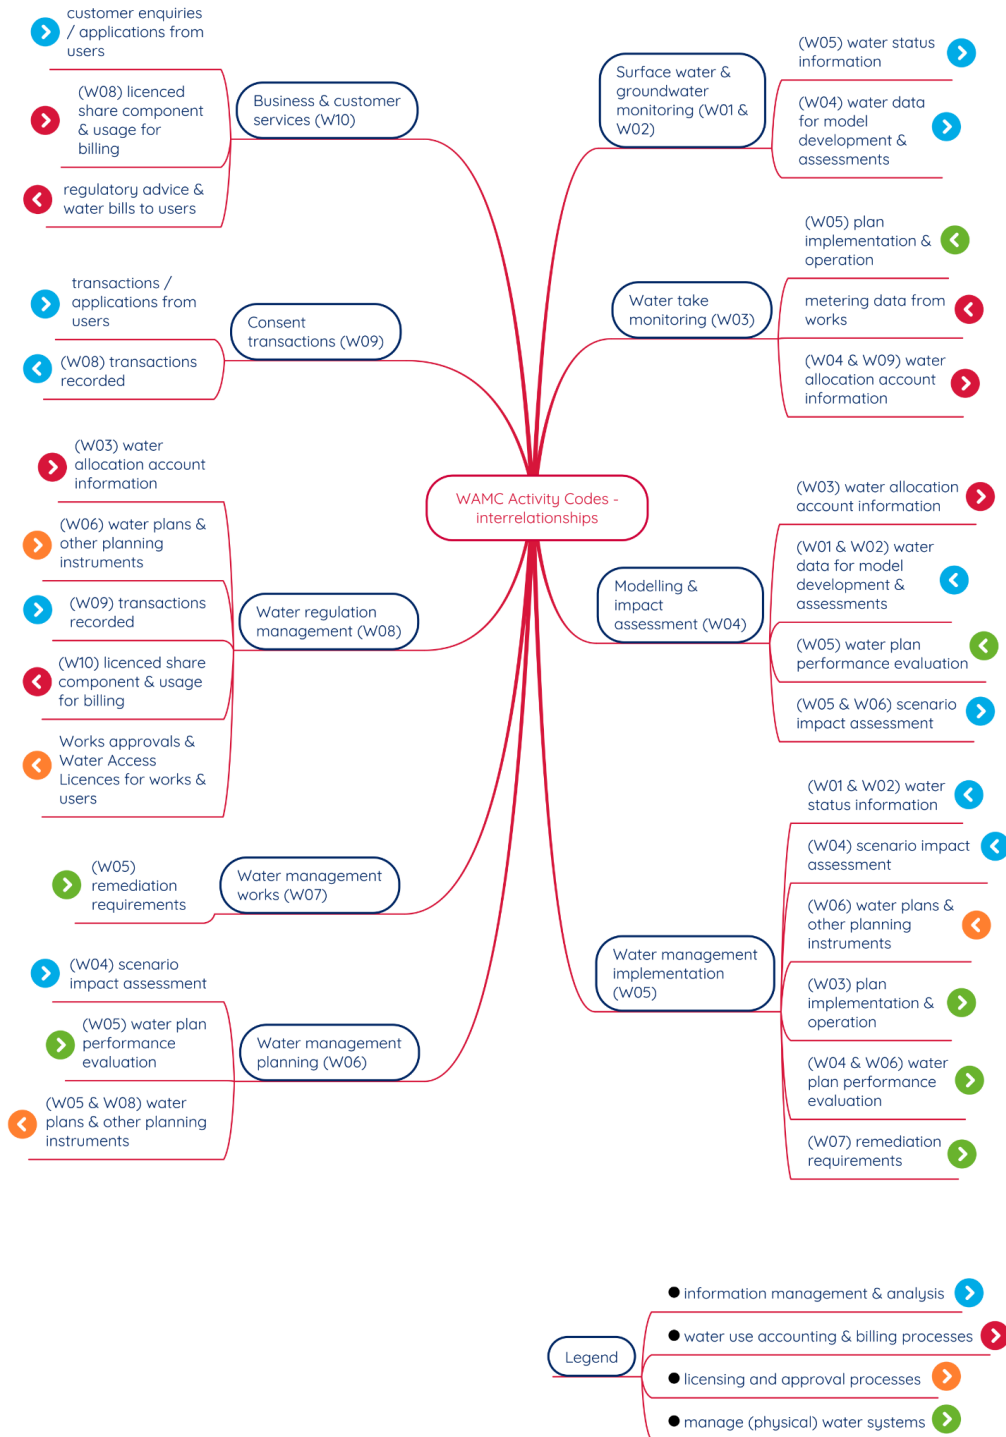 customer enquiries
/ applications from
users
(W08) licenced
share component
& usage for
billing
regulatory advice &
water bills to users
Business & customer
services (W10)
transactions /
applications from
users
(W08) transactions
recorded
Consent
transactions (W09)
(W03) water
allocation account
information
(W06) water plans &
other planning
instruments
(W09) transactions
recorded
(W10) licenced share
component & usage
for billing
Works approvals &
Water Access
Licences for works &
users
Water regulation
management (W08)
(W05)
remediation
requirements
Water management
works (W07)
(W04) scenario
impact assessment
(W05) water plan
performance
evaluation
(W05 & W08) water
plans & other planning
instruments
Water management
planning (W06)
WAMC Activity Codes -
interrelationships
Surface water &
groundwater
monitoring (W01 &
W02)
(W05) water status
information
(W04) water data
for model
development &
assessments
Water take
monitoring (W03)
(W05) plan
implementation &
operation
metering data from
works
(W04 & W09) water
allocation account
information
Modelling &
impact
assessment (W04)
(W03) water allocation
account information
(W01 & W02) water
data for model
development &
assessments
(W05) water plan
performance evaluation
(W05 & W06) scenario
impact assessment
Water management
implementation
(W05)
(W01 & W02) water
status information
(W04) scenario impact
assessment
(W06) water plans &
other planning
instruments
(W03) plan
implementation &
operation
(W04 & W06) water
plan performance
evaluation
(W07) remediation
requirements
Legend
● information management & analysis
● water use accounting & billing processes
● licensing and approval processes
● manage (physical) water systems